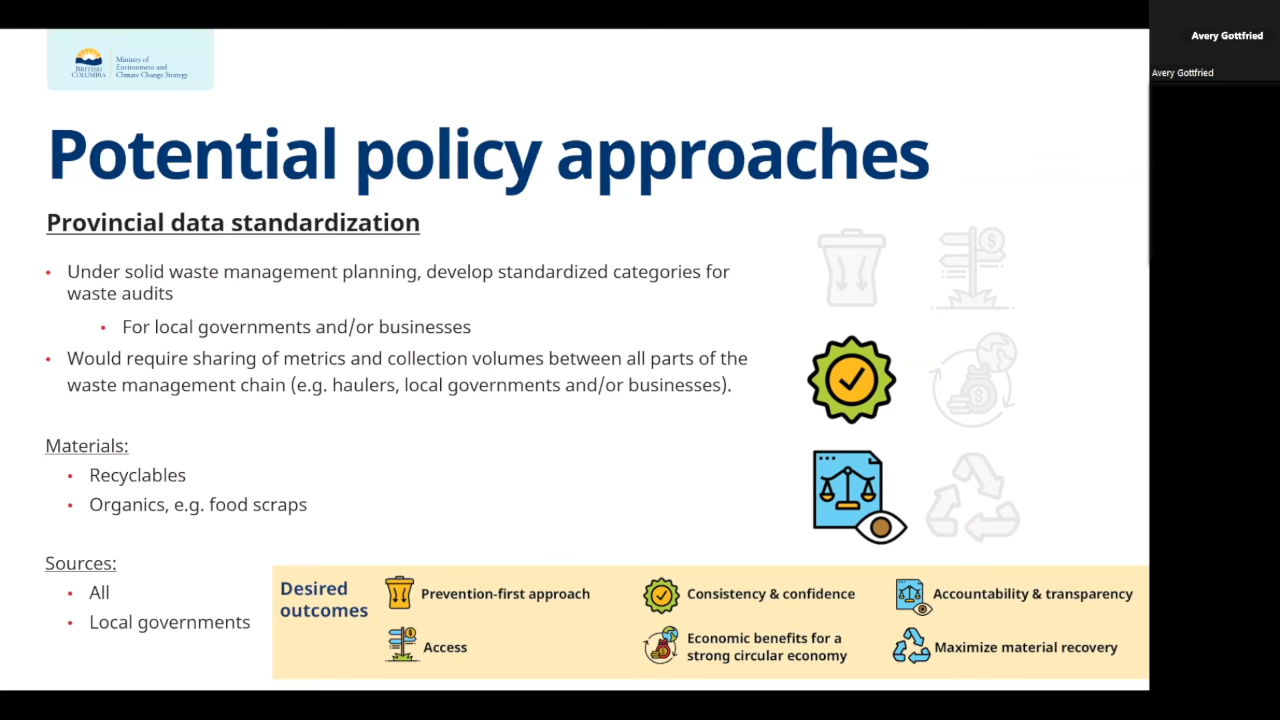 Avery Gottfried
Avery Gottfried
BRITISH
COLUMBIA
Ministry of
Environment and
Climate Change Strategy
Potential policy approaches
Provincial data standardization
• Under solid waste management planning, develop standardized categories for
waste audits
• For local governments and/or businesses
• Would require sharing of metrics and collection volumes between all parts of the
waste management chain (e.g. haulers, local governments and/or businesses).
Materials:
• Recyclables
• Organics, e.g. food scraps
Sources:
• All
• Local governments
Desired
outcomes
Prevention-first approach
Consistency & confidence
Accountability & transparency
Access
Economic benefits for a
strong circular economy
Maximize material recovery